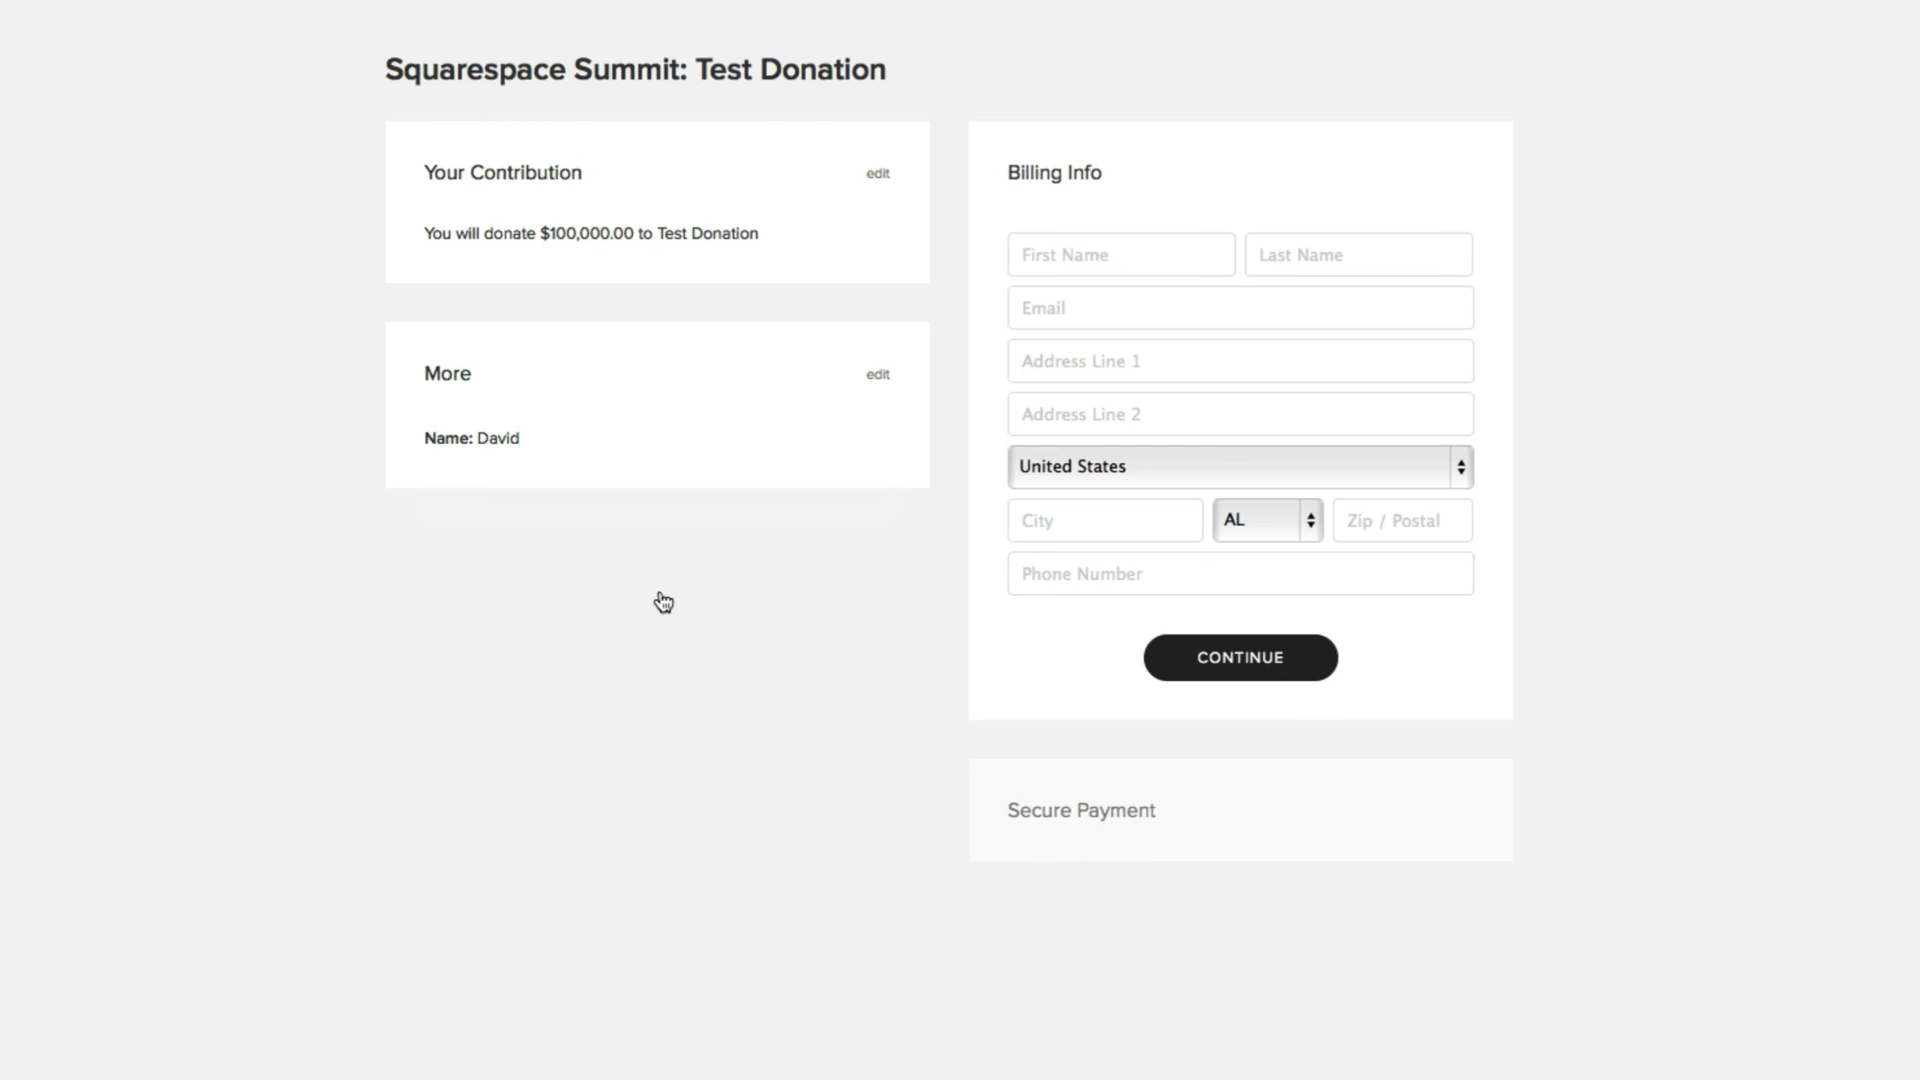 Squarespace Summit: Test Donation
Your Contribution
edit
You will donate $100,000.00 to Test Donation
More
edit
Name: David
Billing Info
First Name
Last Name
Email
Address Line 1
Address Line 2
United States
City
AL
Zip / Postal
Phone Number
CONTINUE
Secure Payment